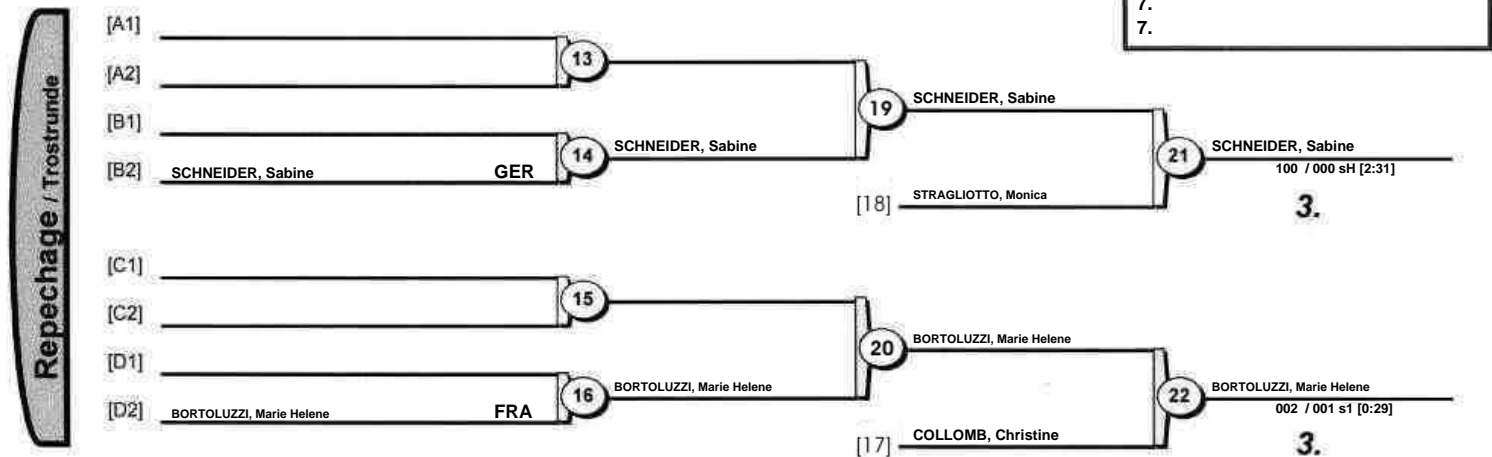 7.
7.
Repechage / Trostrunde
[A1]
13
[A2]
19 SCHNEIDER, Sabine
[B1]
14 SCHNEIDER, Sabine
[B2] SCHNEIDER, Sabine GER
21 SCHNEIDER, Sabine
100 / 000 sH [2:31]
[18] STRAGLIOTTO, Monica
3.
[C1]
15
[C2]
20 BORTOLUZZI, Marie Helene
[D1]
16 BORTOLUZZI, Marie Helene
[D2] BORTOLUZZI, Marie Helene FRA
22 BORTOLUZZI, Marie Helene
002 / 001 s1 [0:29]
[17] COLLOMB, Christine
3.